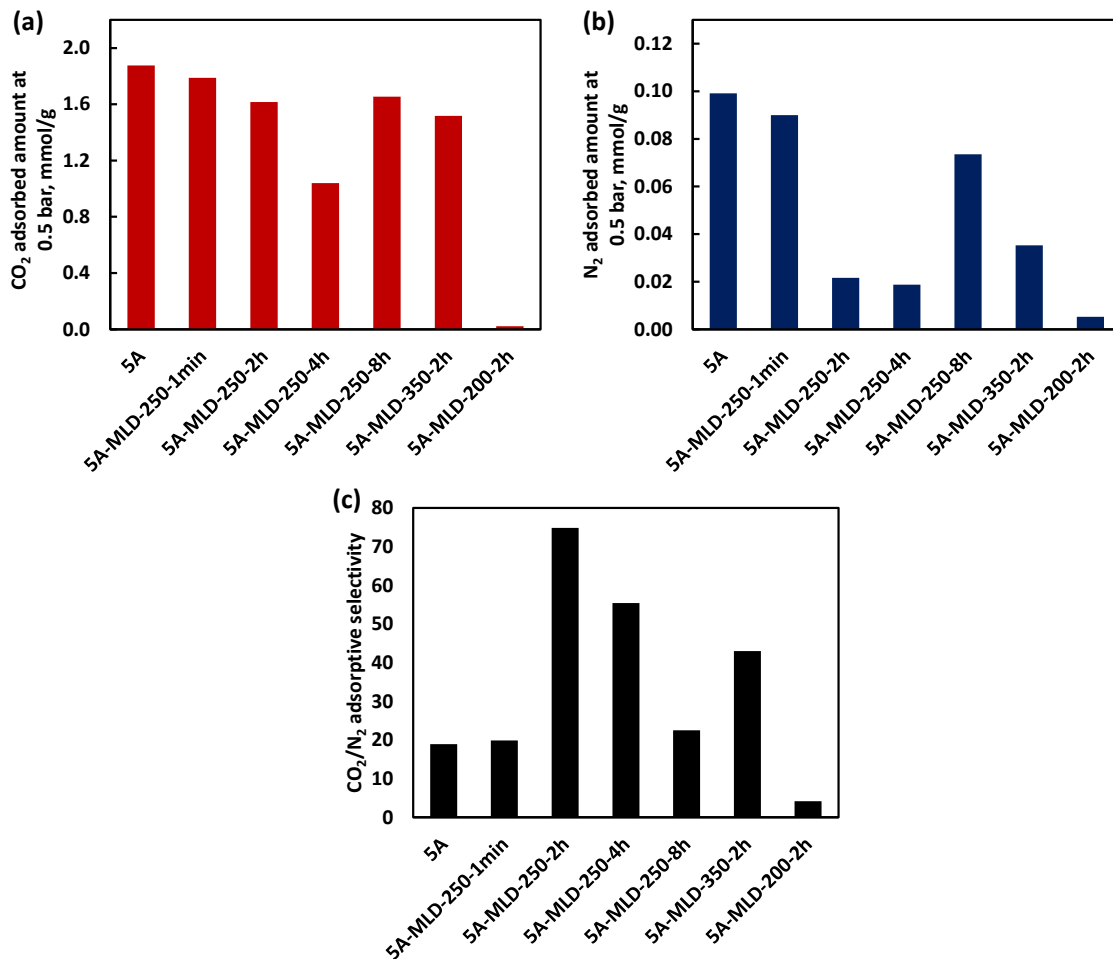 (a)
CO₂ adsorbed amount at
0.5 bar, mmol/g
2.0
1.6
1.2
0.8
0.4
0.0
5A
5A-MLD-250-1min
5A-MLD-250-2h
5A-MLD-250-4h
5A-MLD-250-8h
5A-MLD-350-2h
5A-MLD-200-2h
(b)
N₂ adsorbed amount at
0.5 bar, mmol/g
0.12
0.10
0.08
0.06
0.04
0.02
0.00
5A
5A-MLD-250-1min
5A-MLD-250-2h
5A-MLD-250-4h
5A-MLD-250-8h
5A-MLD-350-2h
5A-MLD-200-2h
(c)
CO₂/N₂ adsorptive selectivity
80
70
60
50
40
30
20
10
0
5A
5A-MLD-250-1min
5A-MLD-250-2h
5A-MLD-250-4h
5A-MLD-250-8h
5A-MLD-350-2h
5A-MLD-200-2h